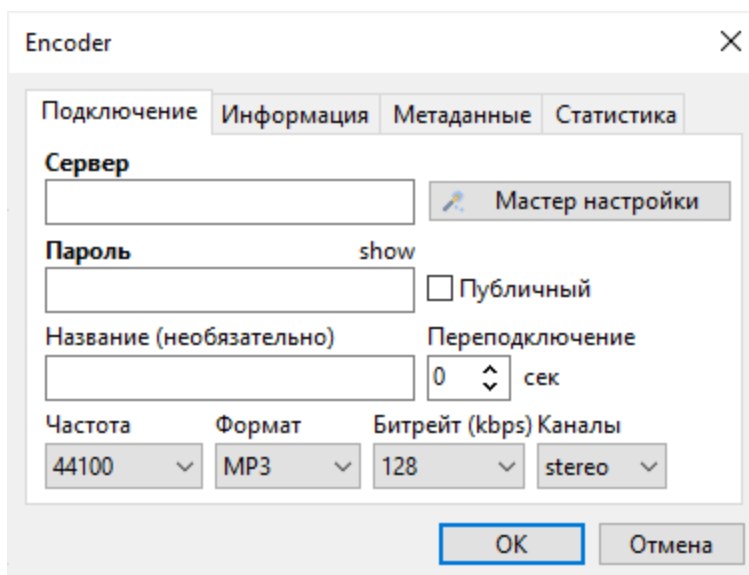 Encoder
Подключение Информация Метаданные Статистика
Сервер
Мастер настройки
Пароль show
Публичный
Название (необязательно) Переподключение
0 сек
Частота Формат Битрейт (kbps) Каналы
44100 MP3 128 stereo
OK Отмена